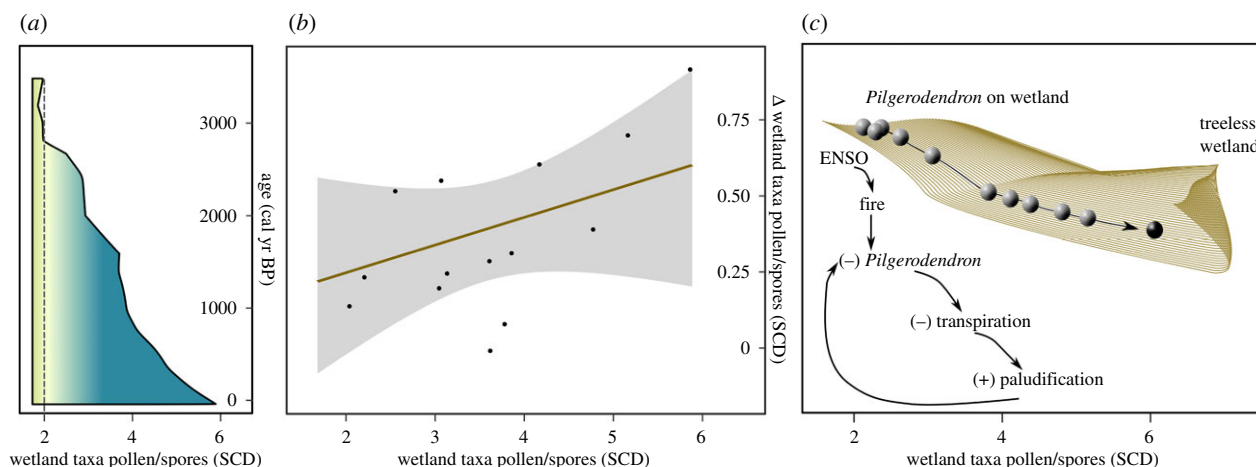 (a)
3000
2000
1000
0
age (cal yr BP)
2 4 6
wetland taxa pollen/spores (SCD)
(b)
0.75
0.50
0.25
0
Δ wetland taxa pollen/spores (SCD)
2 3 4 5 6
wetland taxa pollen/spores (SCD)
(c)
Pilgerodendron on wetland
treeless
wetland
ENSO
fire
(–) Pilgerodendron
(–) transpiration
(+) paludification
2 4 6
wetland taxa pollen/spores (SCD)